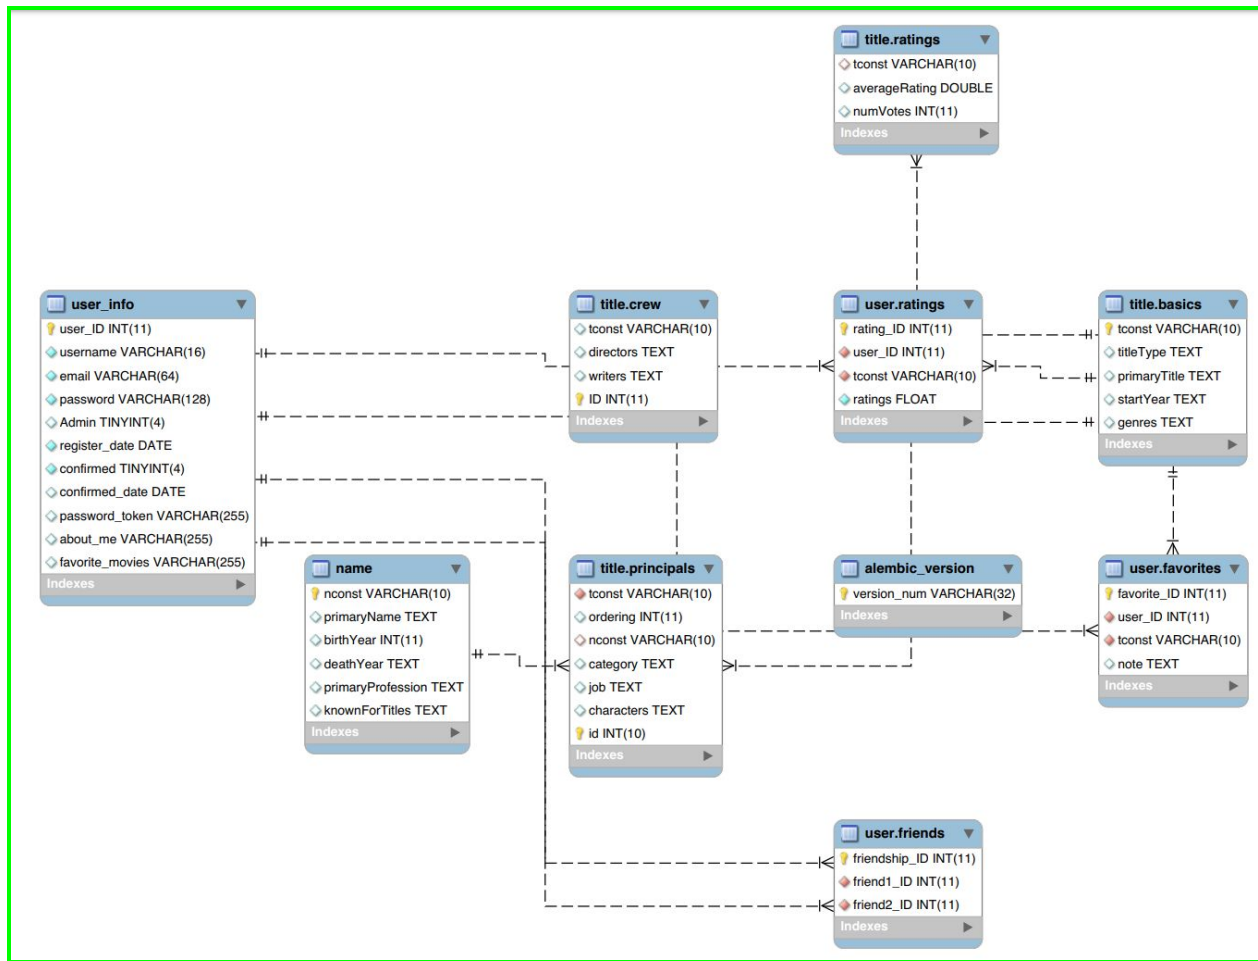 title.ratings
tconst VARCHAR(10)
averageRating DOUBLE
numVotes INT(11)
Indexes
user_info
user_ID INT(11)
username VARCHAR(16)
email VARCHAR(64)
password VARCHAR(128)
Admin TINYINT(4)
register_date DATE
confirmed TINYINT(4)
confirmed_date DATE
password_token VARCHAR(255)
about_me VARCHAR(255)
favorite_movies VARCHAR(255)
Indexes
title.crew
tconst VARCHAR(10)
directors TEXT
writers TEXT
ID INT(11)
Indexes
user.ratings
rating_ID INT(11)
user_ID INT(11)
tconst VARCHAR(10)
ratings FLOAT
Indexes
title.basics
tconst VARCHAR(10)
titleType TEXT
primaryTitle TEXT
startYear TEXT
genres TEXT
Indexes
name
nconst VARCHAR(10)
primaryName TEXT
birthYear INT(11)
deathYear TEXT
primaryProfession TEXT
knownForTitles TEXT
Indexes
title.principals
tconst VARCHAR(10)
ordering INT(11)
nconst VARCHAR(10)
category TEXT
job TEXT
characters TEXT
id INT(10)
Indexes
alembic_version
version_num VARCHAR(32)
Indexes
user.favorites
favorite_ID INT(11)
user_ID INT(11)
tconst VARCHAR(10)
note TEXT
Indexes
user.friends
friendship_ID INT(11)
friend1_ID INT(11)
friend2_ID INT(11)
Indexes